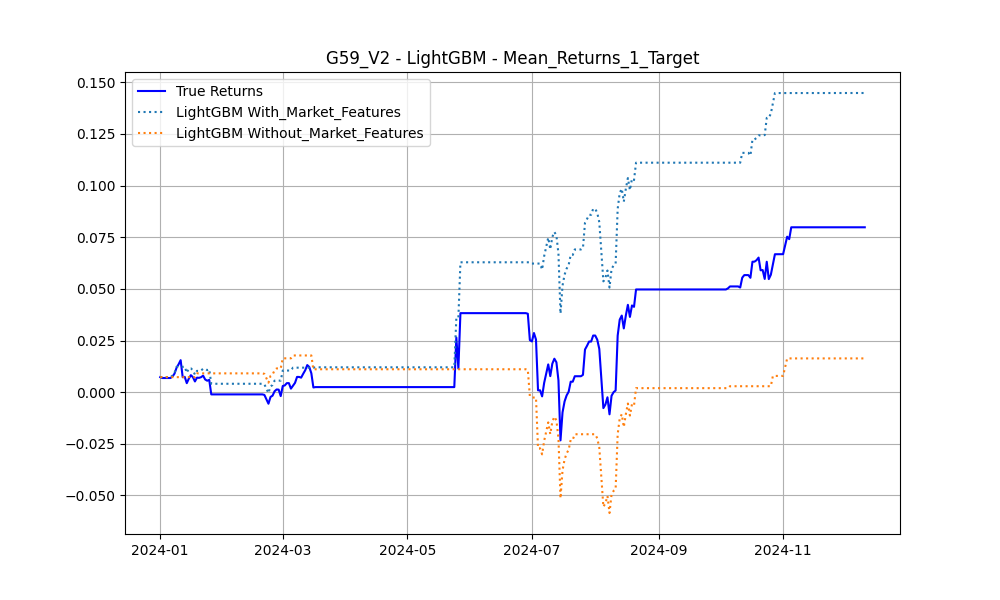 G59_V2 - LightGBM - Mean_Returns_1_Target
True Returns
LightGBM With_Market_Features
LightGBM Without_Market_Features
0.150
0.125
0.100
0.075
0.050
0.025
0.000
−0.025
−0.050
2024-01 2024-03 2024-05 2024-07 2024-09 2024-11